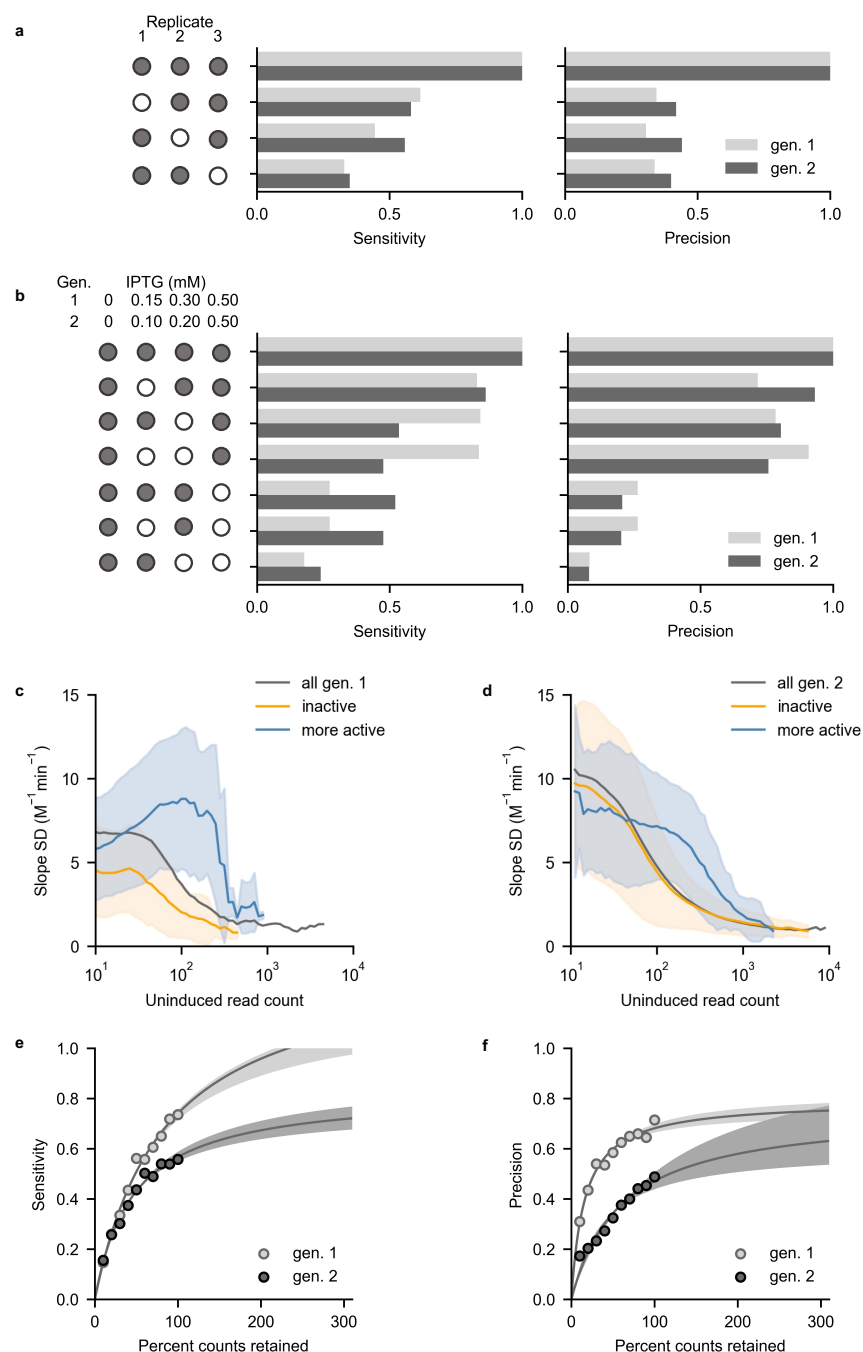 a
Replicate
1 2 3
gen. 1
gen. 2
0.0 0.5 1.0
0.0 0.5 1.0
Sensitivity
Precision
b
Gen. IPTG (mM)
1 0 0.15 0.30 0.50
2 0 0.10 0.20 0.50
gen. 1
gen. 2
0.0 0.5 1.0
0.0 0.5 1.0
Sensitivity
Precision
c
all gen. 1
inactive
more active
15
10
5
0
Slope SD (M⁻¹min⁻¹)
10¹ 10² 10³ 10⁴
Uninduced read count
d
all gen. 2
inactive
more active
15
10
5
0
Slope SD (M⁻¹min⁻¹)
10¹ 10² 10³ 10⁴
Uninduced read count
e
1.0
0.8
0.6
0.4
0.2
0.0
Sensitivity
gen. 1
gen. 2
0 100 200 300
Percent counts retained
f
1.0
0.8
0.6
0.4
0.2
0.0
Precision
gen. 1
gen. 2
0 100 200 300
Percent counts retained